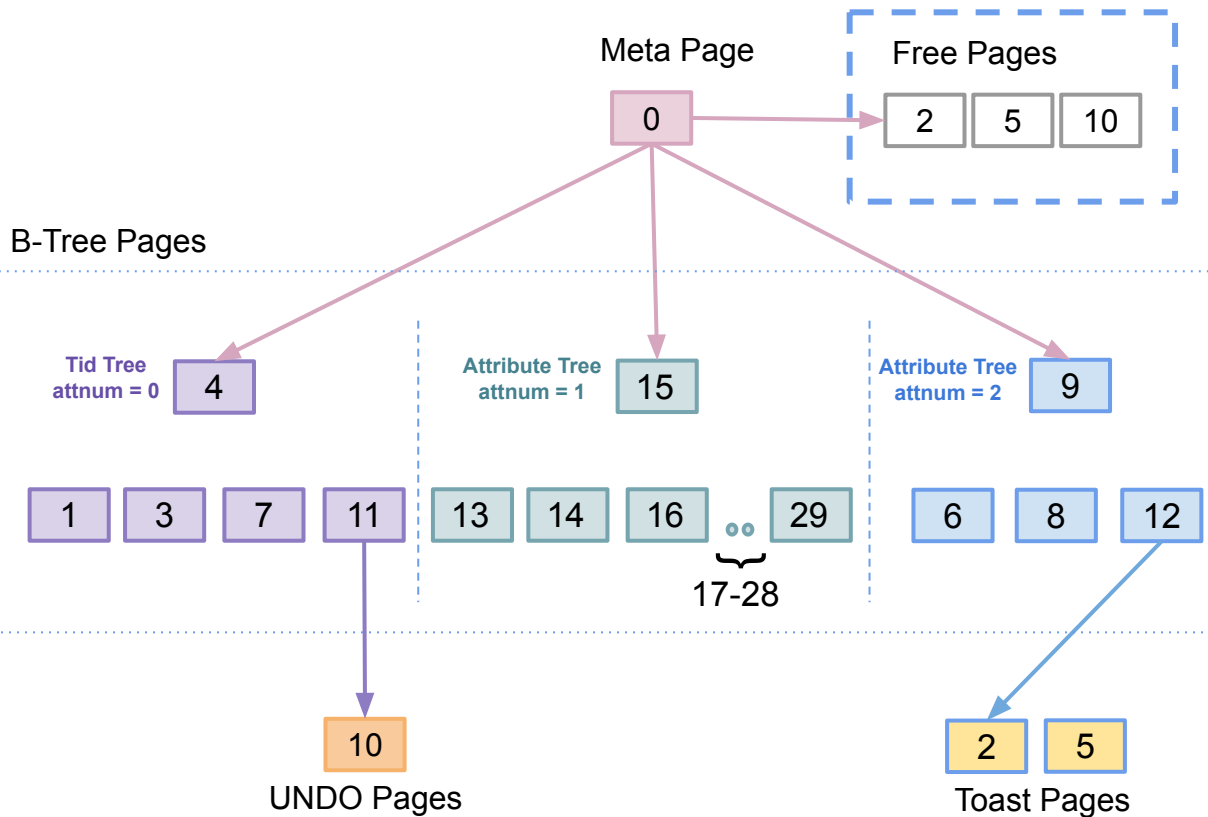 Meta Page
Free Pages
0
2 5 10
B-Tree Pages
Tid Tree
attnum = 0
4
Attribute Tree
attnum = 1
15
Attribute Tree
attnum = 2
9
1 3 7 11 13 14 16 29 6 8 12
17-28
10
2 5
UNDO Pages
Toast Pages